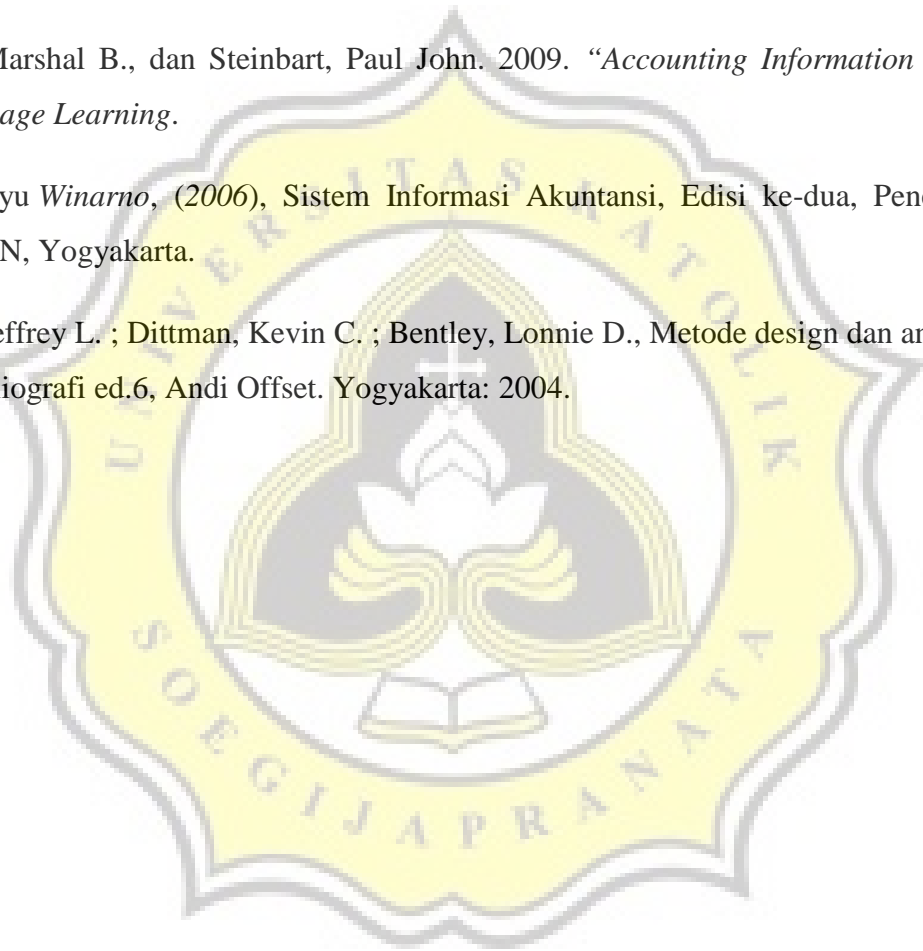 Marshal B., dan Steinbart, Paul John. 2009. “Accounting Information
age Learning.
yu Winarno, (2006), Sistem Informasi Akuntansi, Edisi ke-dua, Pene
N, Yogyakarta.
effrey L. ; Dittman, Kevin C. ; Bentley, Lonnie D., Metode design dan an
iografi ed.6, Andi Offset. Yogyakarta: 2004.
UNIVERSITAS KATOLIK
SOEGIJAPRANATA